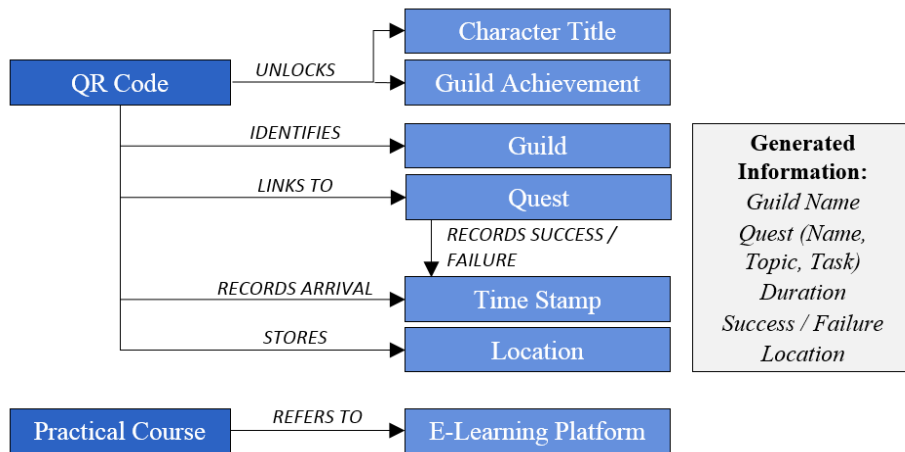 Character Title
QR Code
UNLOCKS
Guild Achievement
IDENTIFIES
Guild
LINKS TO
Quest
RECORDS SUCCESS /
FAILURE
RECORDS ARRIVAL
Time Stamp
STORES
Location
Generated
Information:
Guild Name
Quest (Name,
Topic, Task)
Duration
Success / Failure
Location
Practical Course
REFERS TO
E-Learning Platform